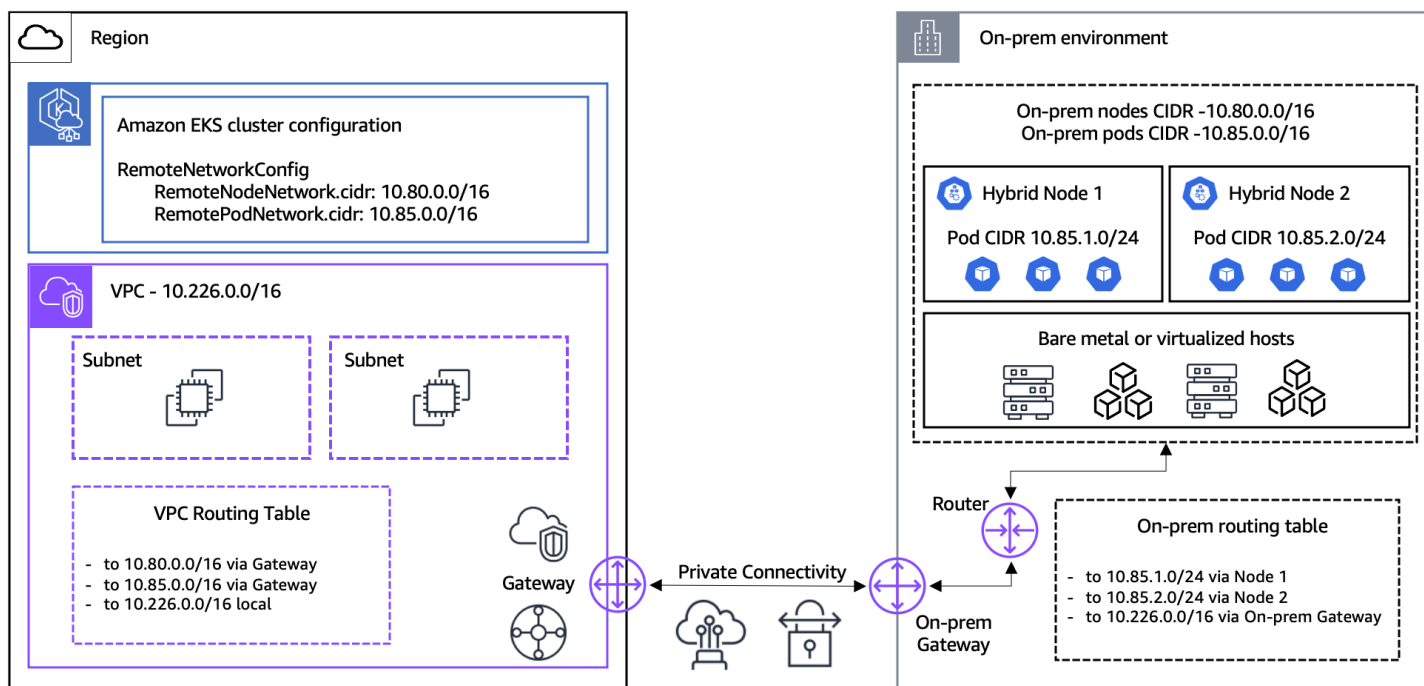 Region
Amazon EKS cluster configuration
RemoteNetworkConfig
RemoteNodeNetwork.cidr: 10.80.0.0/16
RemotePodNetwork.cidr: 10.85.0.0/16
VPC - 10.226.0.0/16
Subnet
Subnet
VPC Routing Table
- to 10.80.0.0/16 via Gateway
- to 10.85.0.0/16 via Gateway
- to 10.226.0.0/16 local
Gateway
Private Connectivity
On-prem environment
On-prem nodes CIDR -10.80.0.0/16
On-prem pods CIDR -10.85.0.0/16
Hybrid Node 1
Pod CIDR 10.85.1.0/24
Hybrid Node 2
Pod CIDR 10.85.2.0/24
Bare metal or virtualized hosts
Router
On-prem
Gateway
On-prem routing table
- to 10.85.1.0/24 via Node 1
- to 10.85.2.0/24 via Node 2
- to 10.226.0.0/16 via On-prem Gateway